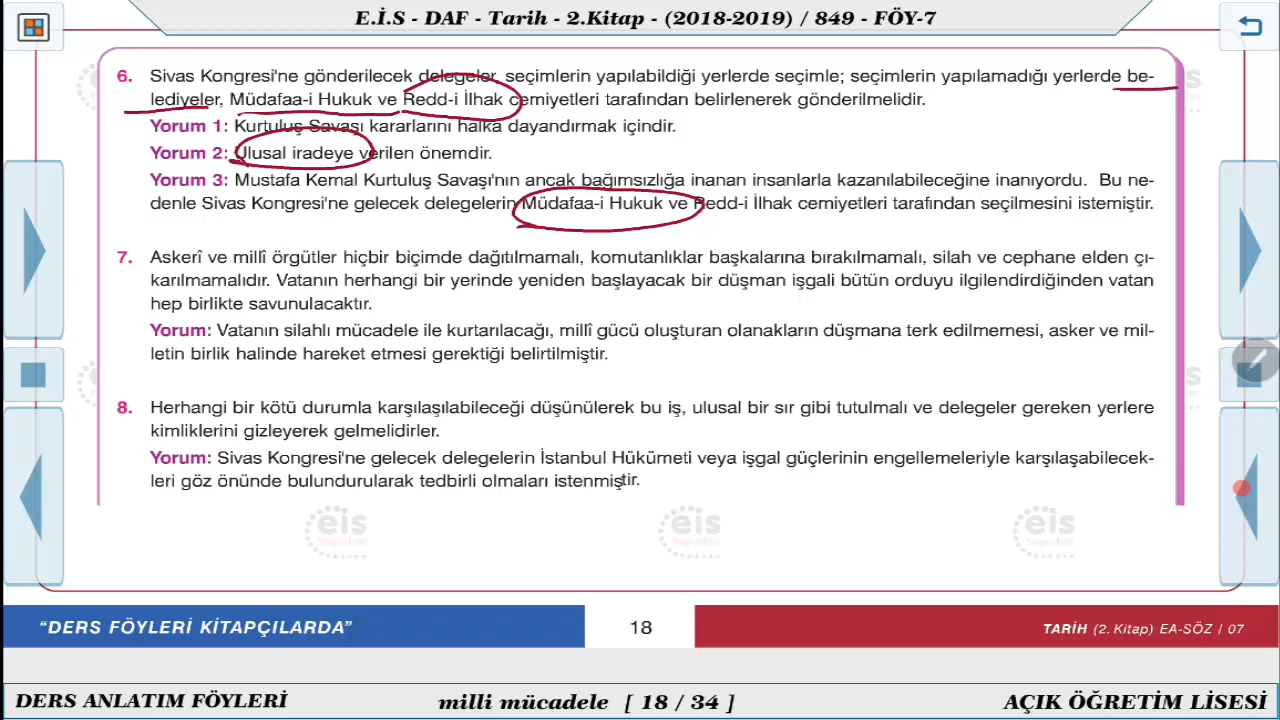 E.İ.S - DAF - Tarih - 2.Kitap - (2018-2019) / 849 - FÖY-7
6. Sivas Kongresi'ne gönderilecek delegeler, seçimlerin yapılabildiği yerlerde seçimle; seçimlerin yapılamadığı yerlerde be-
lediyeler, Müdafaa-i Hukuk ve Redd-i İlhak cemiyetleri tarafından belirlenerek gönderilmelidir.
Yorum 1: Kurtuluş Savaşı kararlarını halka dayandırmak içindir.
Yorum 2: Ulusal iradeye verilen önemdir.
Yorum 3: Mustafa Kemal Kurtuluş Savaşı'nın ancak bağımsızlığa inanan insanlarla kazanılabileceğine inanıyordu. Bu ne-
denle Sivas Kongresi'ne gelecek delegelerin Müdafaa-i Hukuk ve Redd-i İlhak cemiyetleri tarafından seçilmesini istemiştir.
7. Askerî ve millî örgütler hiçbir biçimde dağıtılmamalı, komutanlıklar başkalarına bırakılmamalı, silah ve cephane elden çı-
karılmamalıdır. Vatanın herhangi bir yerinde yeniden başlayacak bir düşman işgali bütün orduyu ilgilendirdiğinden vatan
hep birlikte savunulacaktır.
Yorum: Vatanın silahlı mücadele ile kurtarılacağı, millî gücü oluşturan olanakların düşmana terk edilmemesi, asker ve mil-
letin birlik halinde hareket etmesi gerektiği belirtilmiştir.
8. Herhangi bir kötü durumla karşılaşılabileceği düşünülerek bu iş, ulusal bir sır gibi tutulmalı ve delegeler gereken yerlere
kimliklerini gizleyerek gelmelidirler.
Yorum: Sivas Kongresi'ne gelecek delegelerin İstanbul Hükümeti veya işgal güçlerinin engellemeleriyle karşılaşabilecek-
leri göz önünde bulundurularak tedbirli olmaları istenmiştir.
eis eis eis
"DERS FÖYLERİ KİTAPÇILARDA" 18 TARİH (2. Kitap) EA-SÖZ / 07
DERS ANLATIM FÖYLERİ milli mücadele [ 18 / 34 ] AÇIK ÖĞRETİM LİSESİ